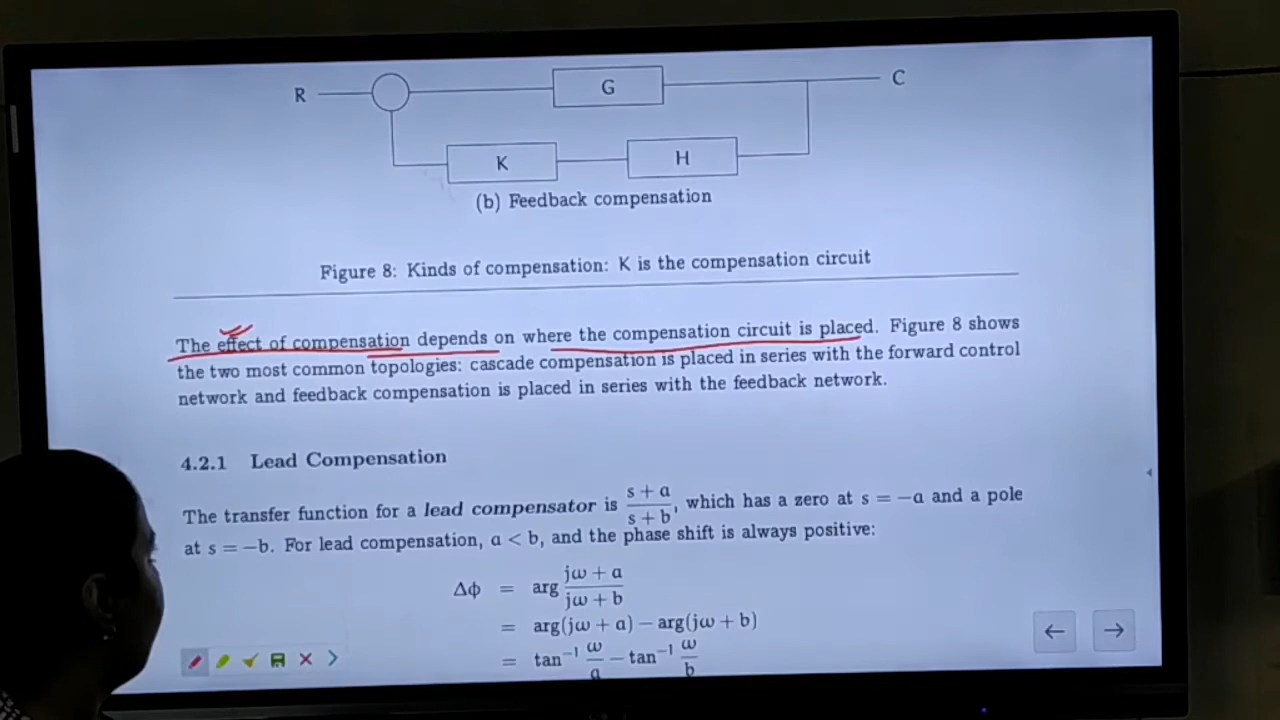 R G C
K H
(b) Feedback compensation
Figure 8: Kinds of compensation: K is the compensation circuit
The effect of compensation depends on where the compensation circuit is placed. Figure 8 shows
the two most common topologies: cascade compensation is placed in series with the forward control
network and feedback compensation is placed in series with the feedback network.
4.2.1 Lead Compensation
The transfer function for a lead compensator is (s + a)/(s + b), which has a zero at s = −a and a pole
at s = −b. For lead compensation, a < b, and the phase shift is always positive:
Δϕ = arg (jω + a)/(jω + b)
= arg(jω + a) − arg(jω + b)
= tan⁻¹ ω/a − tan⁻¹ ω/b